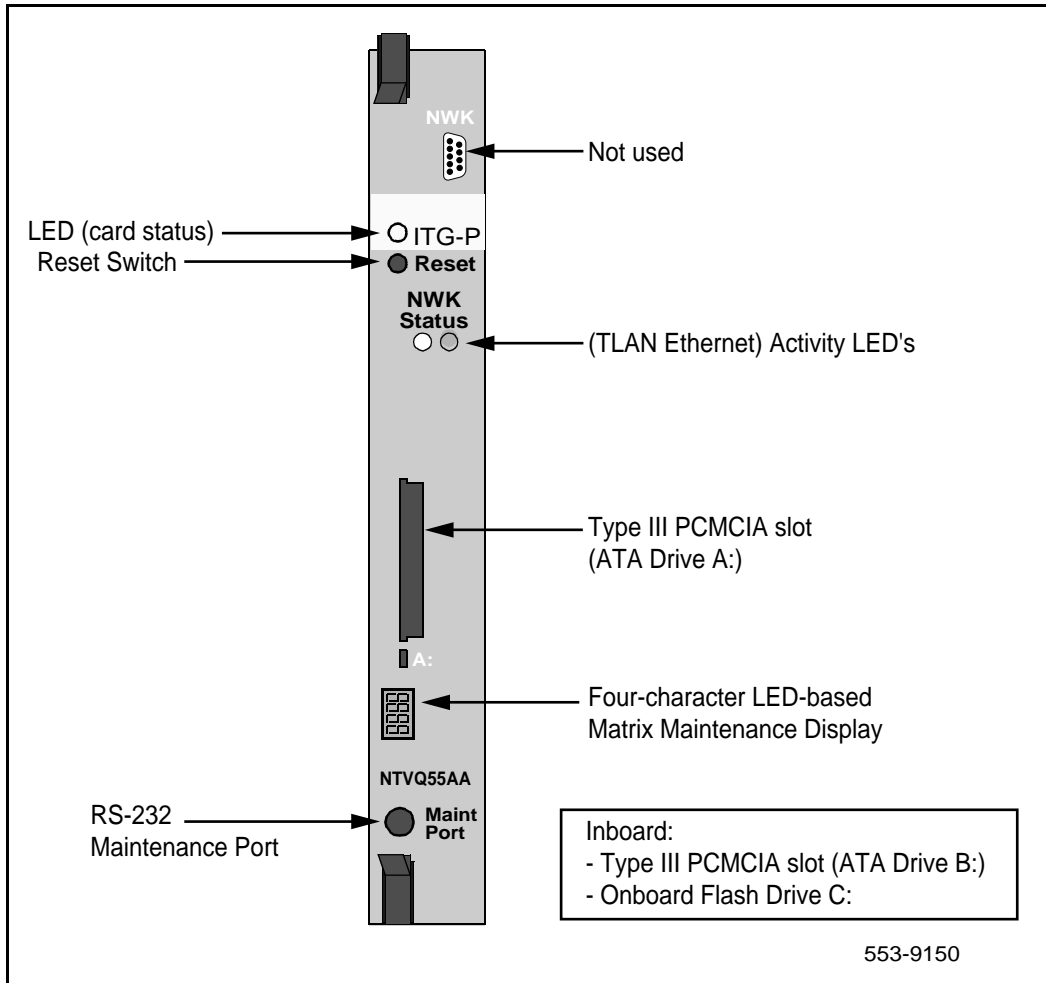 NWK
Not used
LED (card status)
ITG-P
Reset Switch
Reset
NWK
Status
(TLAN Ethernet) Activity LED's
Type III PCMCIA slot
(ATA Drive A:)
A:
Four-character LED-based
Matrix Maintenance Display
NTVQ55AA
RS-232
Maintenance Port
Maint
Port
Inboard:
- Type III PCMCIA slot (ATA Drive B:)
- Onboard Flash Drive C:
553-9150